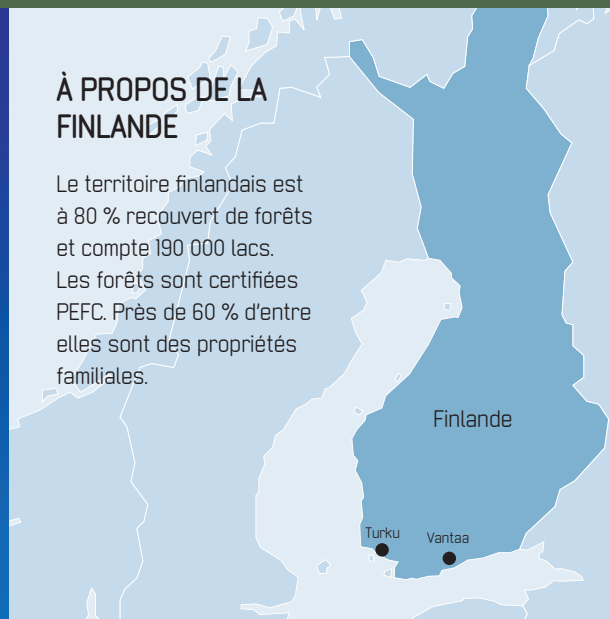 À PROPOS DE LA
FINLANDE
Le territoire finlandais est
à 80 % recouvert de forêts
et compte 190 000 lacs.
Les forêts sont certifiées
PEFC. Près de 60 % d'entre
elles sont des propriétés
familiales.
Finlande
Turku
Vantaa